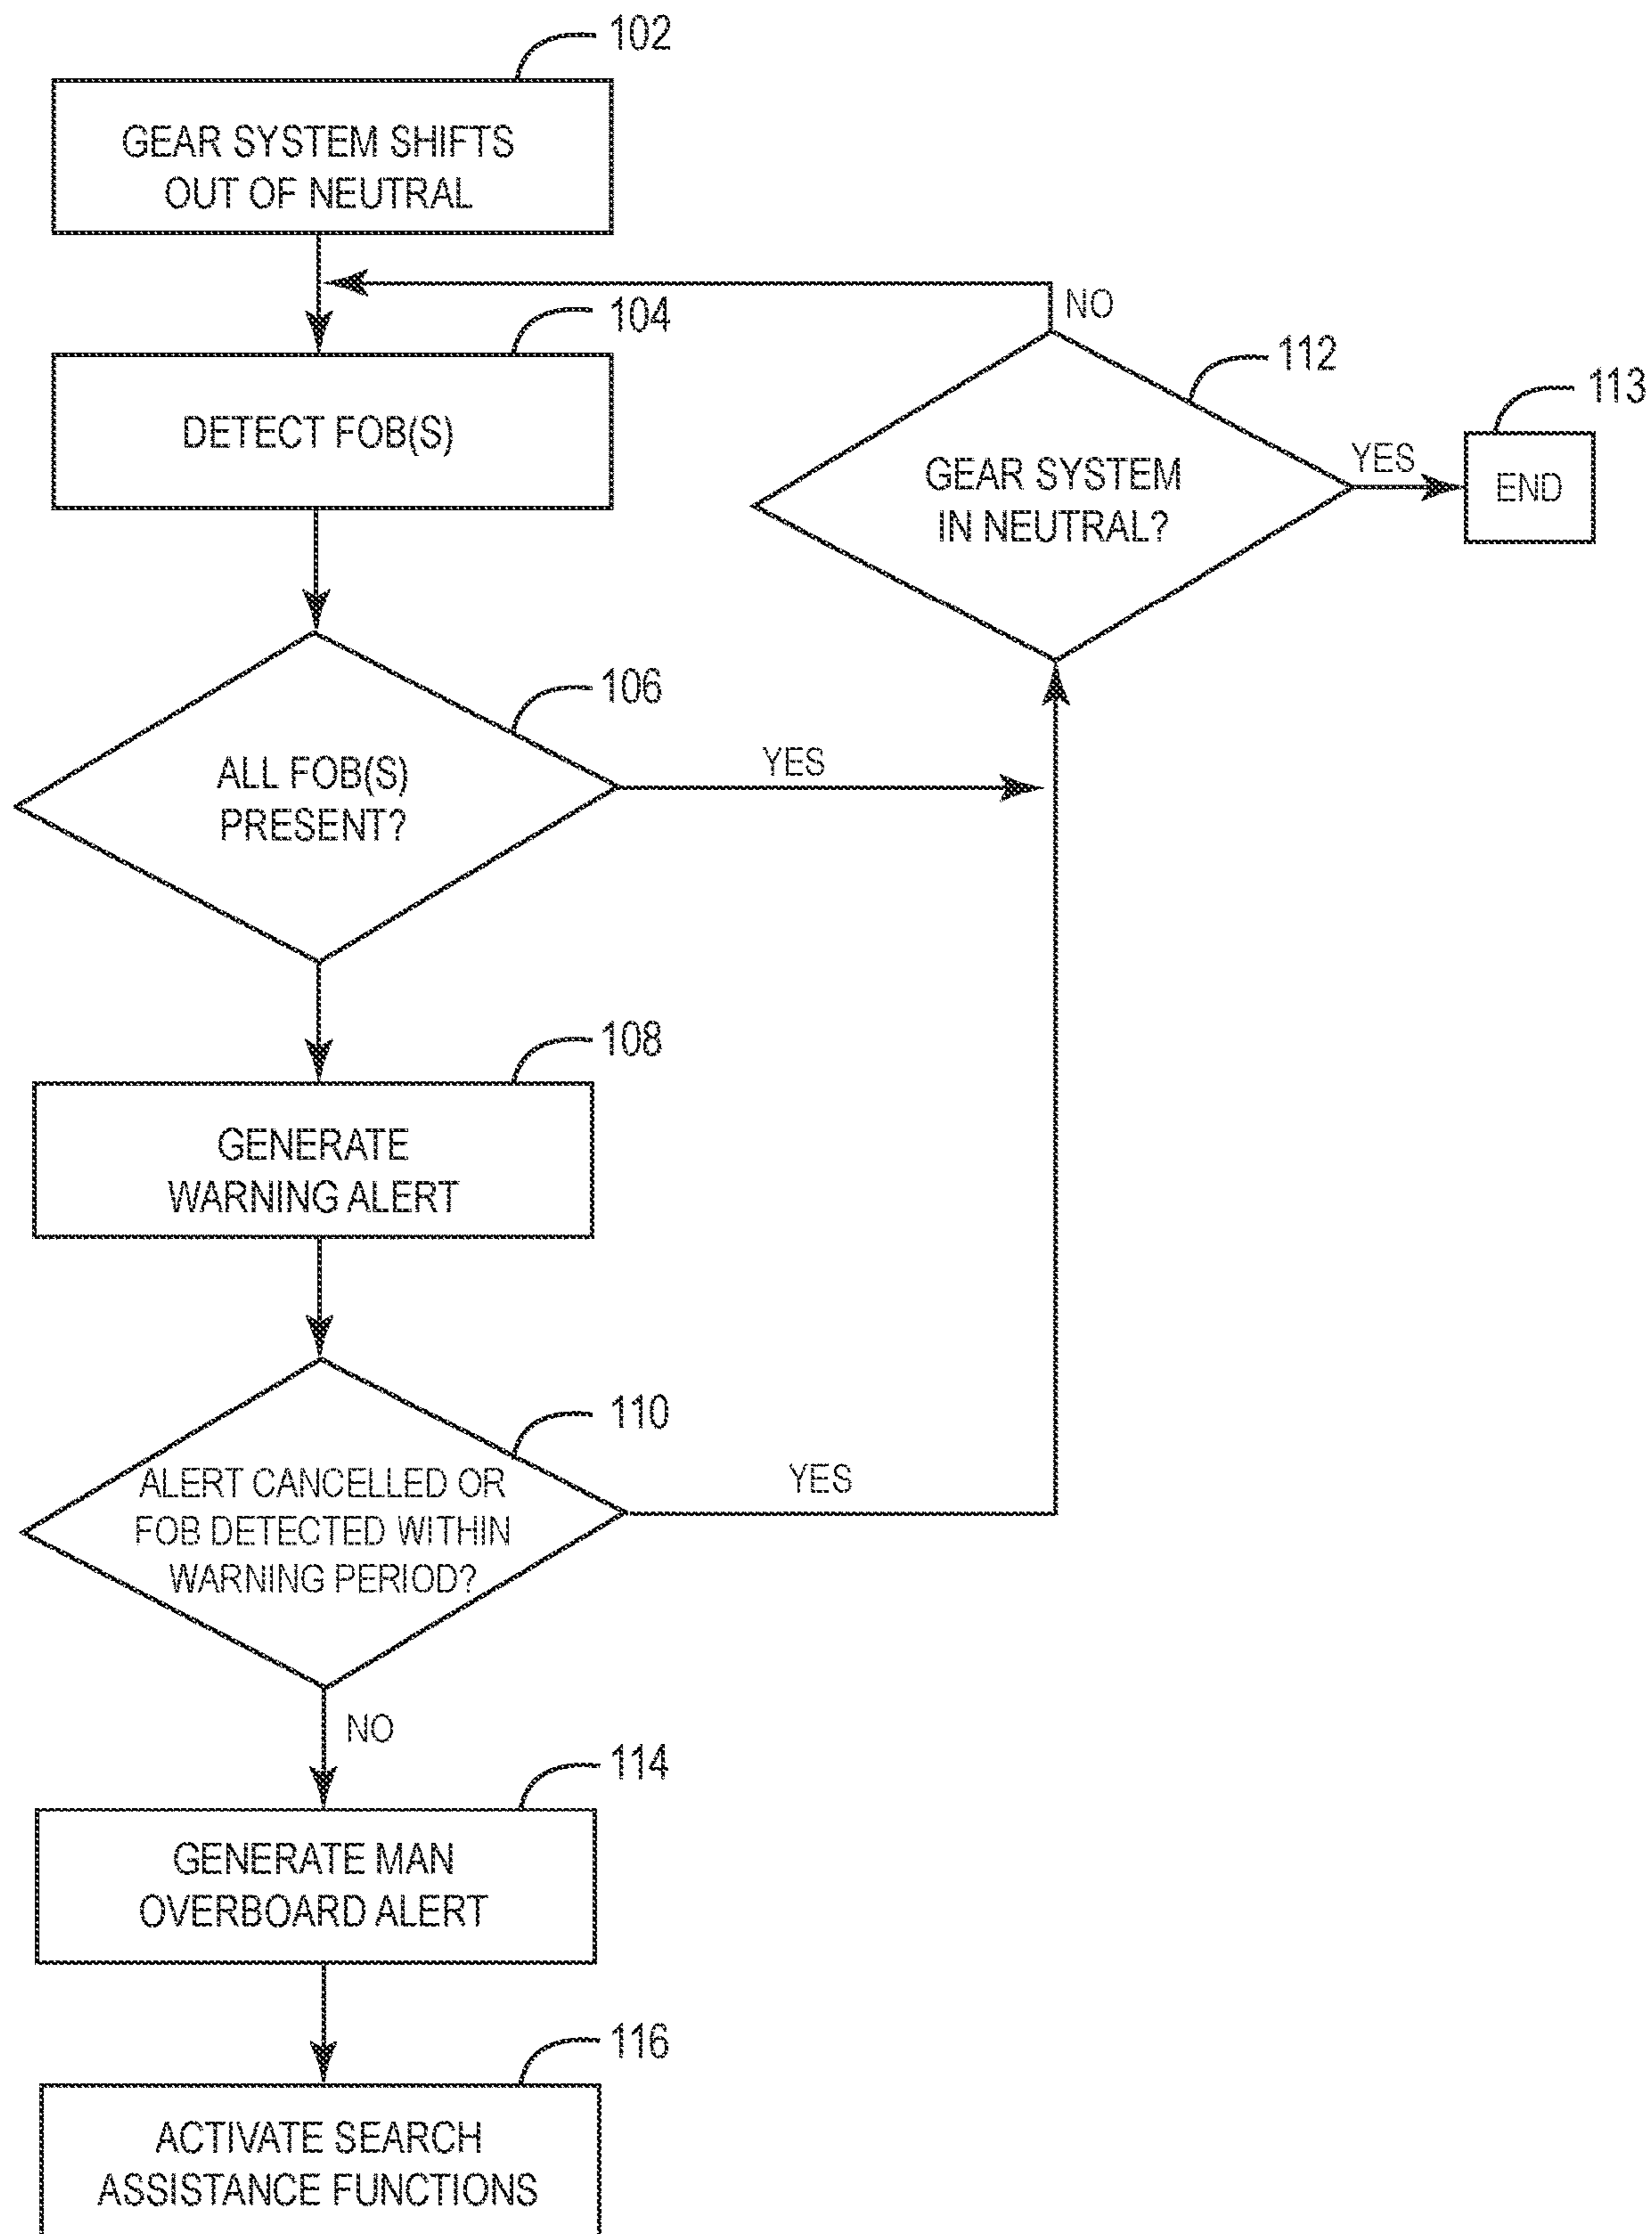 102
GEAR SYSTEM SHIFTS
OUT OF NEUTRAL
104
DETECT FOB(S)
NO
112
GEAR SYSTEM
IN NEUTRAL?
YES
113
END
106
ALL FOB(S)
PRESENT?
YES
108
GENERATE
WARNING ALERT
110
ALERT CANCELLED OR
FOB DETECTED WITHIN
WARNING PERIOD?
YES
NO
114
GENERATE MAN
OVERBOARD ALERT
116
ACTIVATE SEARCH
ASSISTANCE FUNCTIONS